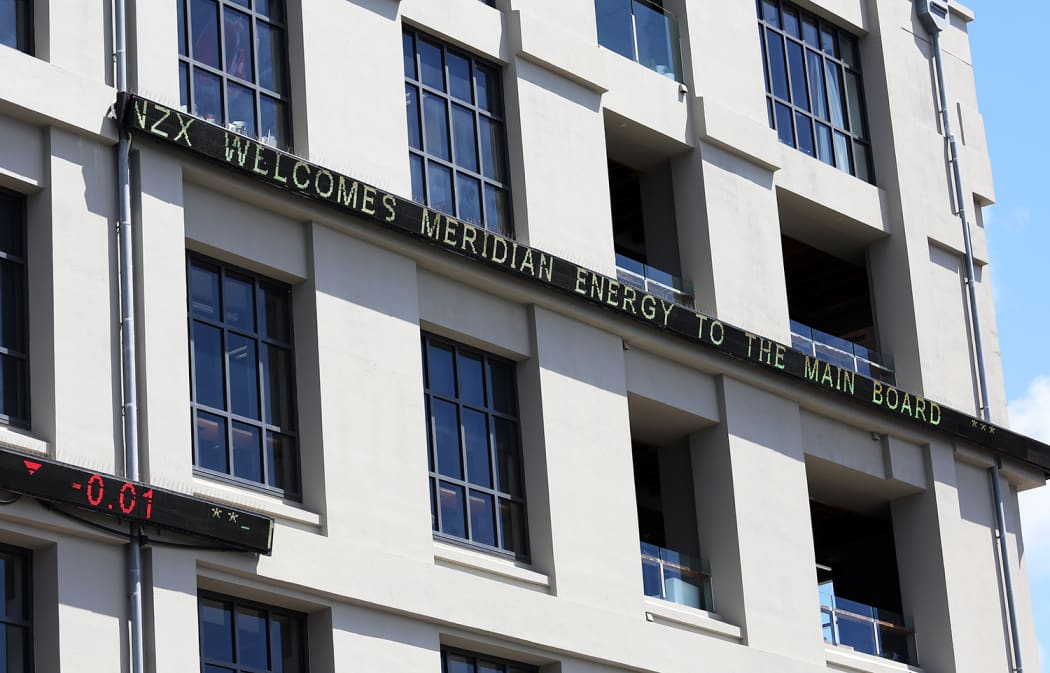 NZX WELCOMES MERIDIAN ENERGY TO THE MAIN BOARD ***
▼ -0.01 **_